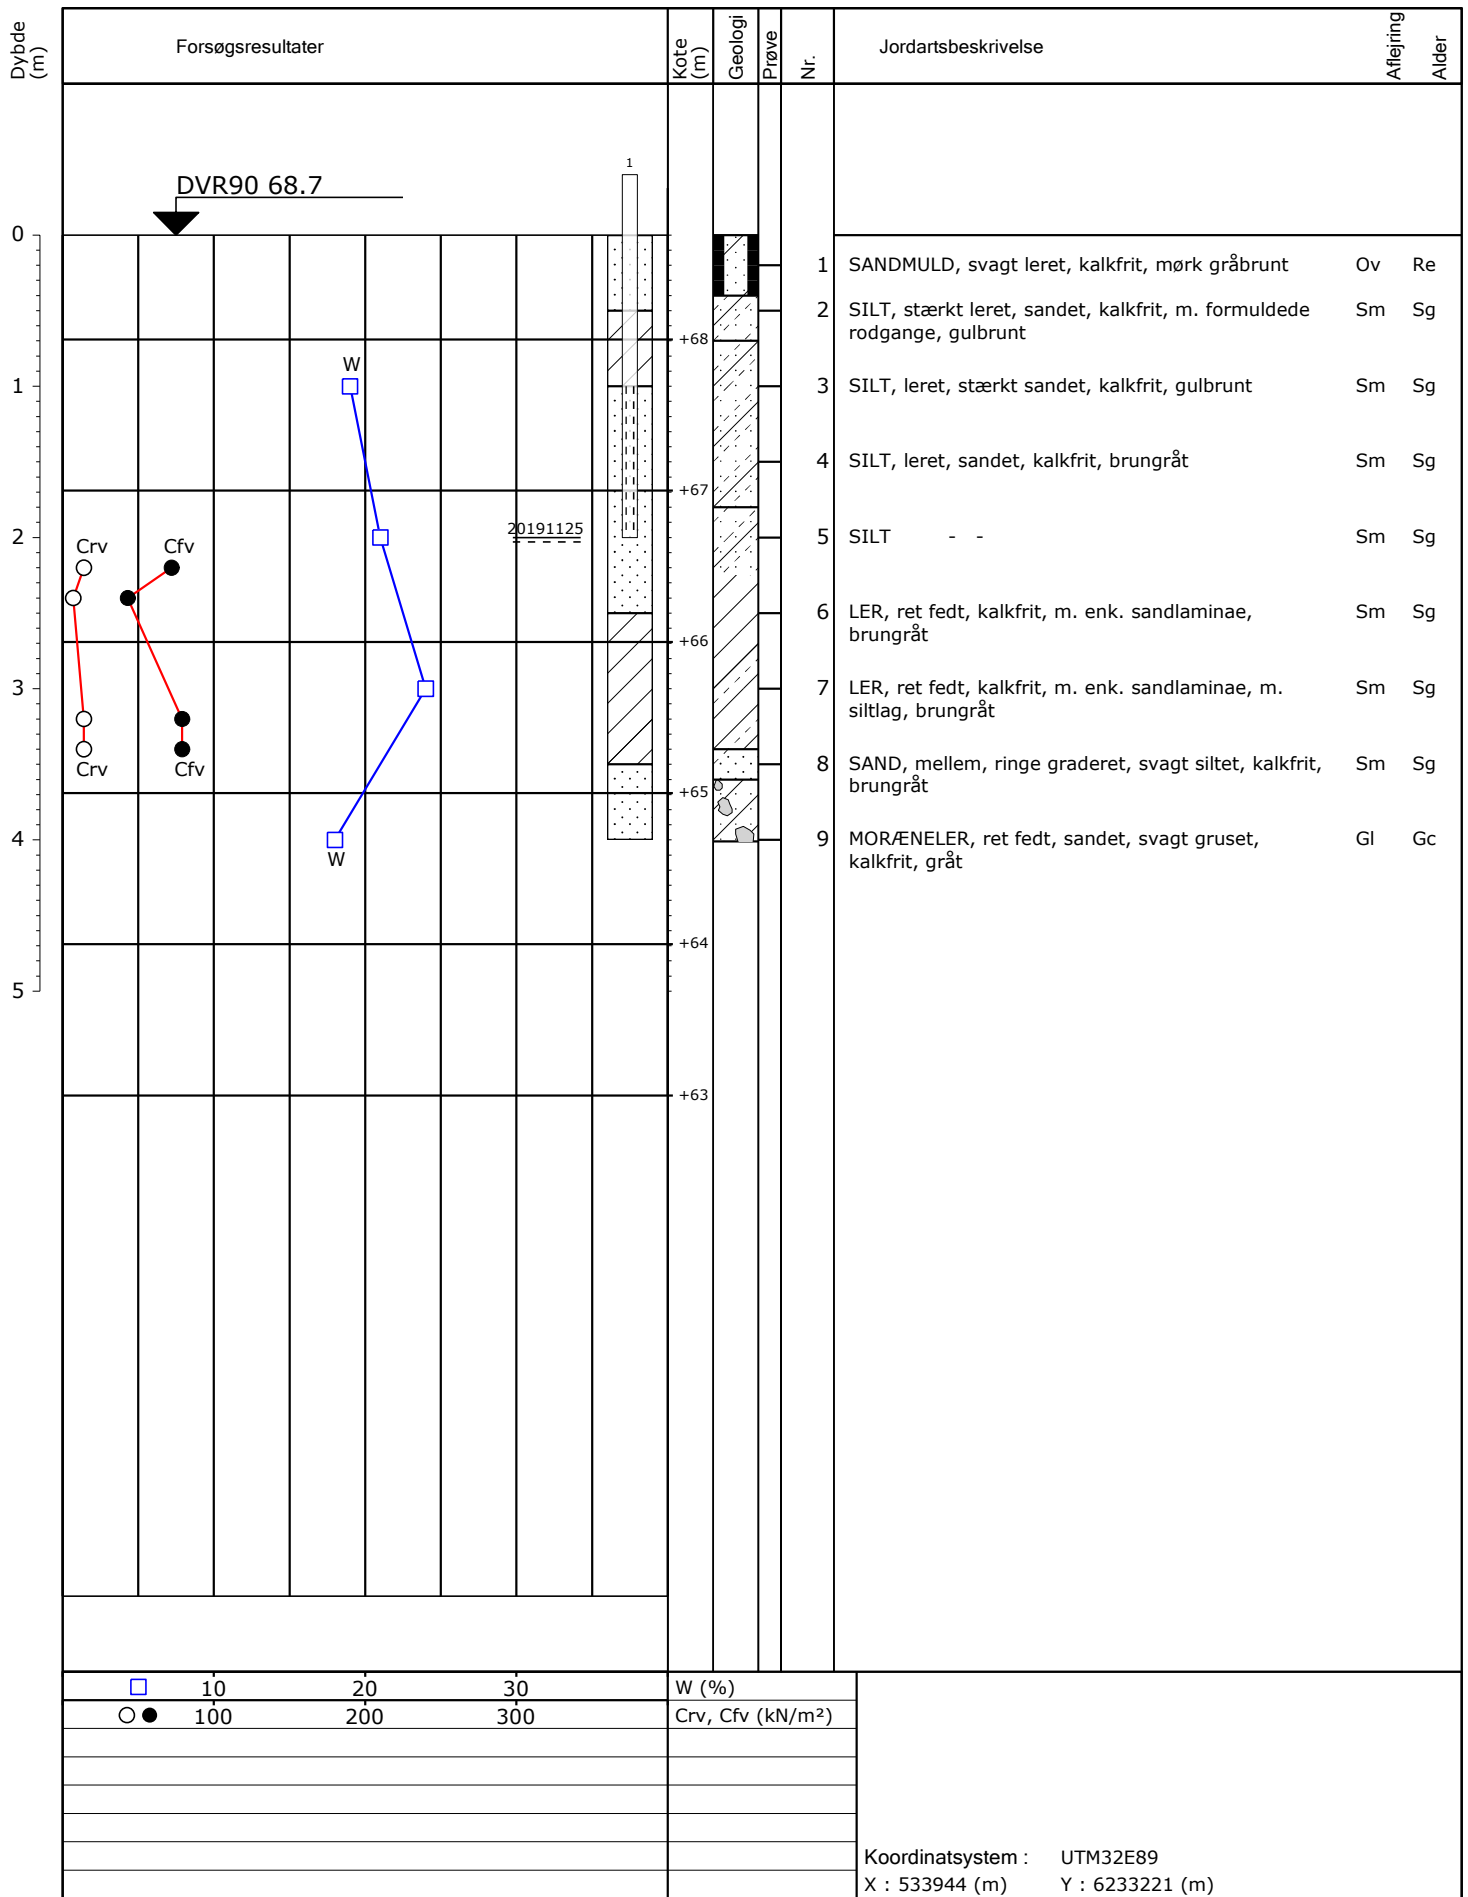 Dybde (m) Forsøgsresultater Kote (m) Geologi Prøve Nr. Jordartsbeskrivelse Aflejring Alder
1
DVR90 68.7
0
1 SANDMULD, svagt leret, kalkfrit, mørk gråbrunt Ov Re
2 SILT, stærkt leret, sandet, kalkfrit, m. formuldede Sm Sg
rodgange, gulbrunt
+68
W
1
3 SILT, leret, stærkt sandet, kalkfrit, gulbrunt Sm Sg
4 SILT, leret, sandet, kalkfrit, brungråt Sm Sg
+67
20191125
2
5 SILT - - Sm Sg
Crv Cfv
6 LER, ret fedt, kalkfrit, m. enk. sandlaminae, Sm Sg
brungråt
+66
3
7 LER, ret fedt, kalkfrit, m. enk. sandlaminae, m. Sm Sg
siltlag, brungråt
Crv Cfv
8 SAND, mellem, ringe graderet, svagt siltet, kalkfrit, Sm Sg
brungråt
+65
4
9 MORÆNELER, ret fedt, sandet, svagt gruset, Gl Gc
kalkfrit, gråt
W
+64
5
+63
10 20 30 W (%)
100 200 300 Crv, Cfv (kN/m²)
Koordinatsystem : UTM32E89
X : 533944 (m) Y : 6233221 (m)